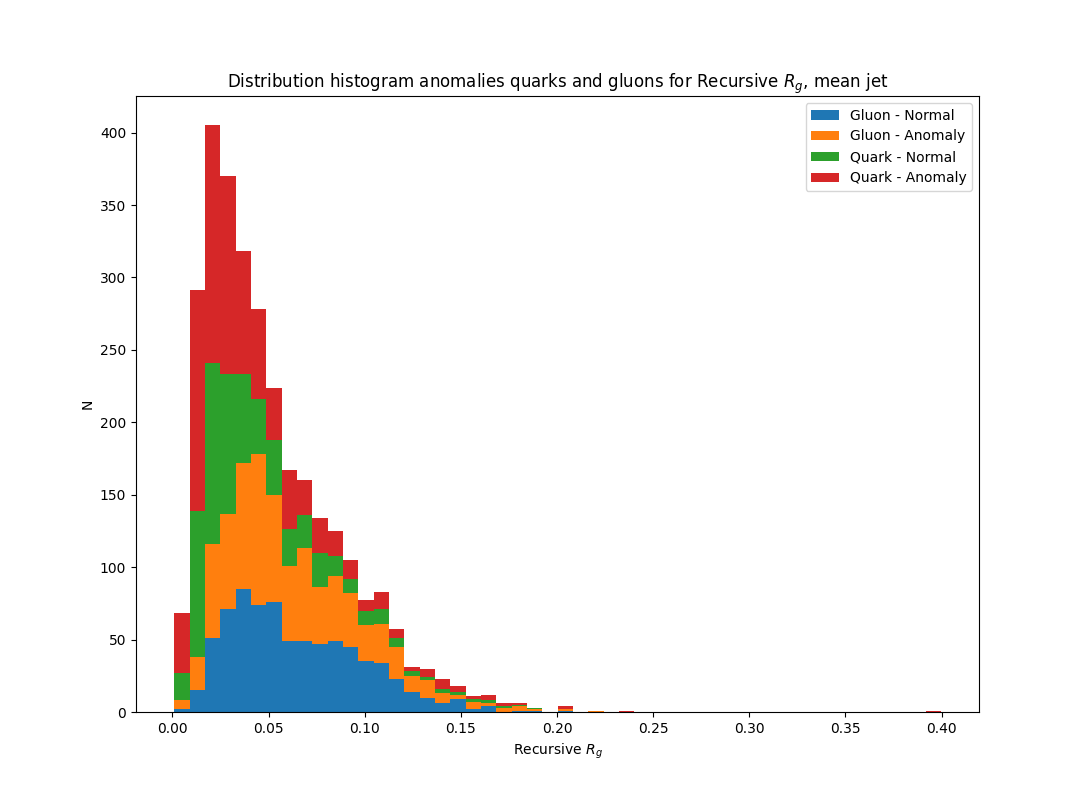 Distribution histogram anomalies quarks and gluons for Recursive $R_g$, mean jet
Gluon - Normal
Gluon - Anomaly
Quark - Normal
Quark - Anomaly
400
350
300
250
200
150
100
50
0
N
0.00 0.05 0.10 0.15 0.20 0.25 0.30 0.35 0.40
Recursive $R_g$